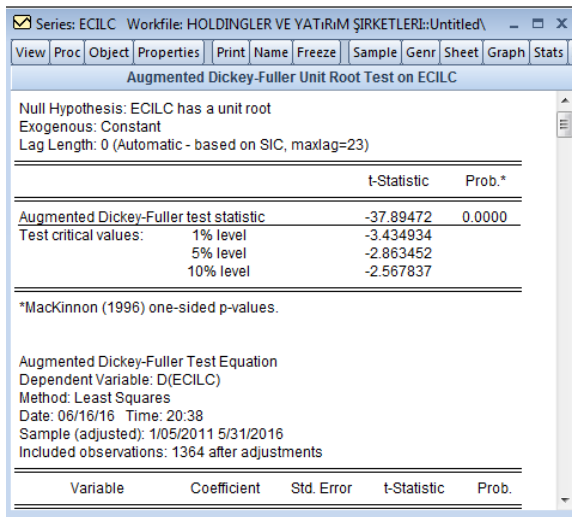 Series: ECILC Workfile: HOLDINGLER VE YATıRıM ŞIRKETLERI::Untitled\
View Proc Object Properties Print Name Freeze Sample Genr Sheet Graph Stats
Augmented Dickey-Fuller Unit Root Test on ECILC
Null Hypothesis: ECILC has a unit root
Exogenous: Constant
Lag Length: 0 (Automatic - based on SIC, maxlag=23)
t-Statistic Prob.*
Augmented Dickey-Fuller test statistic -37.89472 0.0000
Test critical values: 1% level -3.434934
5% level -2.863452
10% level -2.567837
*MacKinnon (1996) one-sided p-values.
Augmented Dickey-Fuller Test Equation
Dependent Variable: D(ECILC)
Method: Least Squares
Date: 06/16/16 Time: 20:38
Sample (adjusted): 1/05/2011 5/31/2016
Included observations: 1364 after adjustments
Variable Coefficient Std. Error t-Statistic Prob.